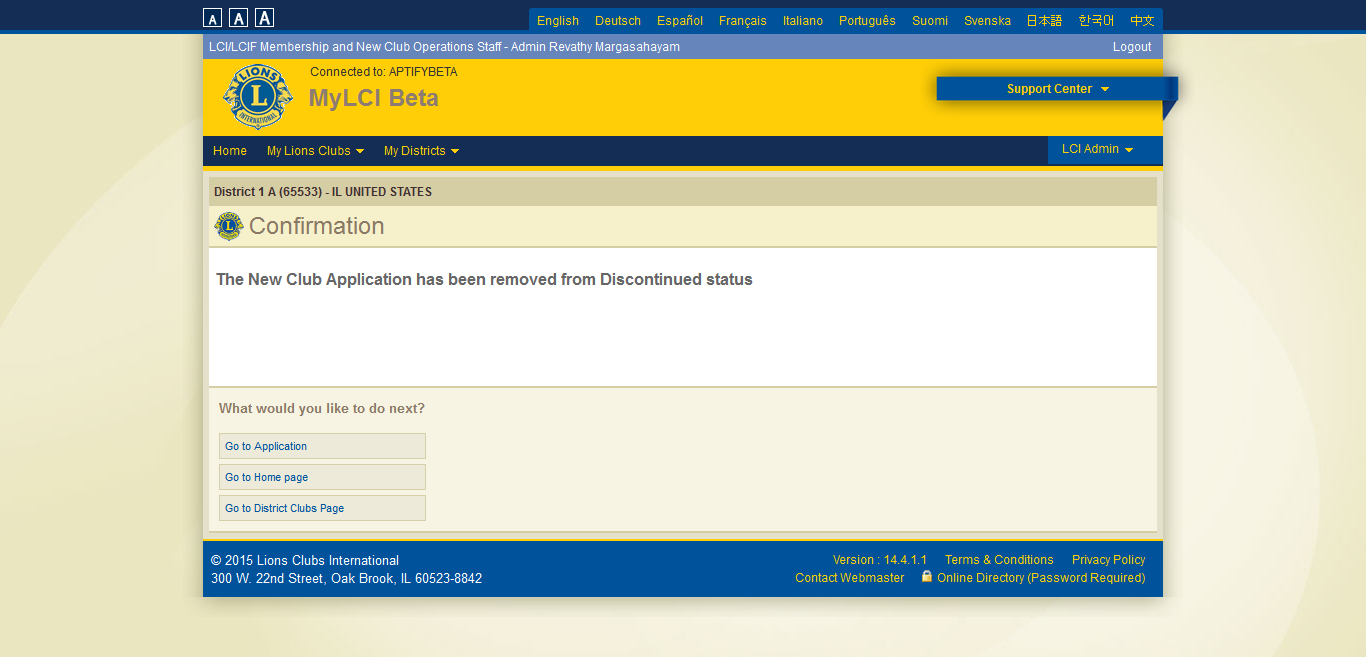 A A A
English Deutsch Español Français Italiano Português Suomi Svenska 日本語 한국어 中文
LCI/LCIF Membership and New Club Operations Staff - Admin Revathy Margasahayam Logout
LIONS
L
INTERNATIONAL
Connected to: APTIFYBETA
MyLCI Beta
Support Center
Home My Lions Clubs My Districts LCI Admin
District 1 A (65533) - IL UNITED STATES
LIONS
L
Confirmation
The New Club Application has been removed from Discontinued status
What would you like to do next?
Go to Application
Go to Home page
Go to District Clubs Page
© 2015 Lions Clubs International
300 W. 22nd Street, Oak Brook, IL 60523-8842
Version : 14.4.1.1 Terms & Conditions Privacy Policy
Contact Webmaster Online Directory (Password Required)